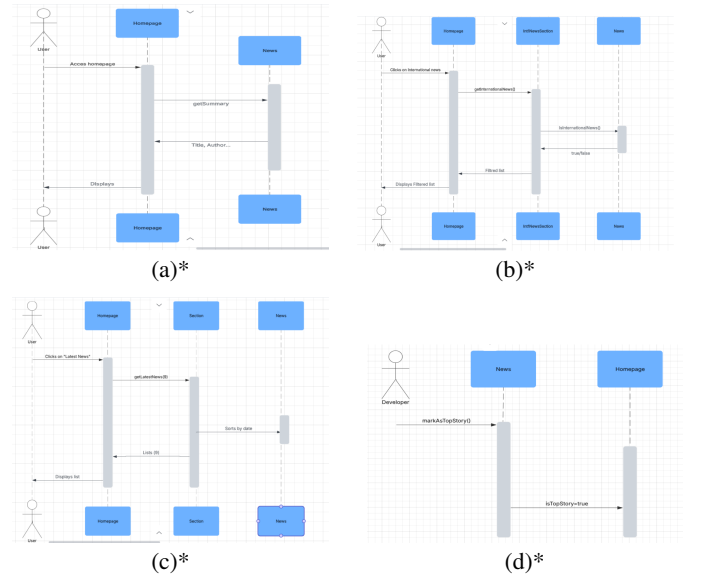 Homepage
User
News
Acces homepage
getSummary
Title, Author...
Displays
News
Homepage
User
(a)*
User
Homepage
IntlNewsSection
News
Clicks on International news
getInternationalNews()
isInternationalNews()
true/false
Filtred list
Displays Filtered list
User
Homepage
IntlNewsSection
News
(b)*
User
Homepage
Section
News
Clicks on "Latest News"
getLatestNews(8)
Sorts by date
Lists (8)
Displays list
User
Homepage
Section
News
(c)*
Developer
News
Homepage
markAsTopStory()
isTopStory=true
(d)*